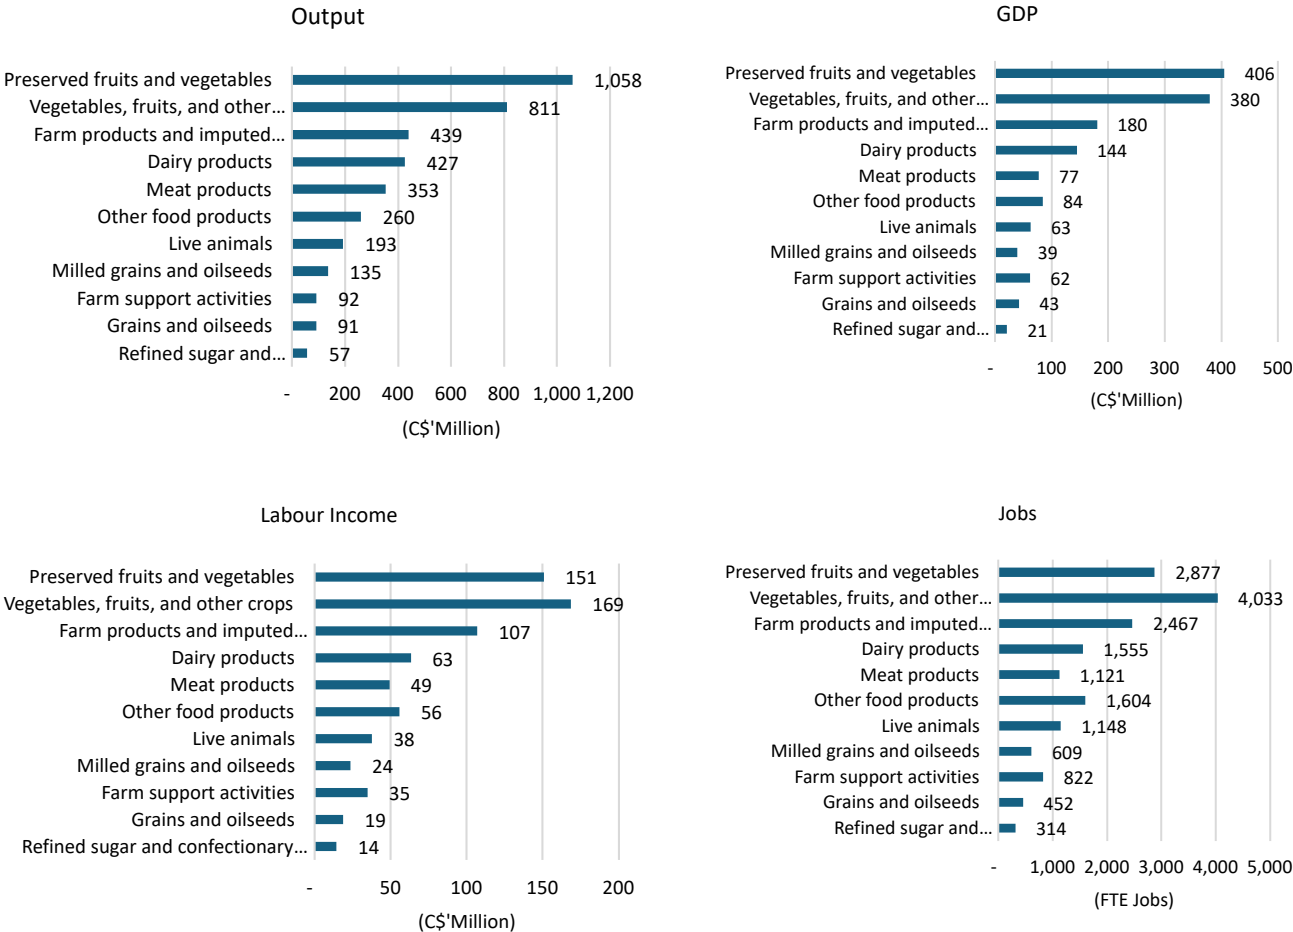 Output
Preserved fruits and vegetables 1,058
Vegetables, fruits, and other... 811
Farm products and imputed... 439
Dairy products 427
Meat products 353
Other food products 260
Live animals 193
Milled grains and oilseeds 135
Farm support activities 92
Grains and oilseeds 91
Refined sugar and... 57
- 200 400 600 800 1,000 1,200
(C$'Million)
GDP
Preserved fruits and vegetables 406
Vegetables, fruits, and other... 380
Farm products and imputed... 180
Dairy products 144
Meat products 77
Other food products 84
Live animals 63
Milled grains and oilseeds 39
Farm support activities 62
Grains and oilseeds 43
Refined sugar and... 21
- 100 200 300 400 500
(C$'Million)
Labour Income
Preserved fruits and vegetables 151
Vegetables, fruits, and other crops 169
Farm products and imputed... 107
Dairy products 63
Meat products 49
Other food products 56
Live animals 38
Milled grains and oilseeds 24
Farm support activities 35
Grains and oilseeds 19
Refined sugar and confectionary... 14
- 50 100 150 200
(C$'Million)
Jobs
Preserved fruits and vegetables 2,877
Vegetables, fruits, and other... 4,033
Farm products and imputed... 2,467
Dairy products 1,555
Meat products 1,121
Other food products 1,604
Live animals 1,148
Milled grains and oilseeds 609
Farm support activities 822
Grains and oilseeds 452
Refined sugar and... 314
- 1,000 2,000 3,000 4,000 5,000
(FTE Jobs)